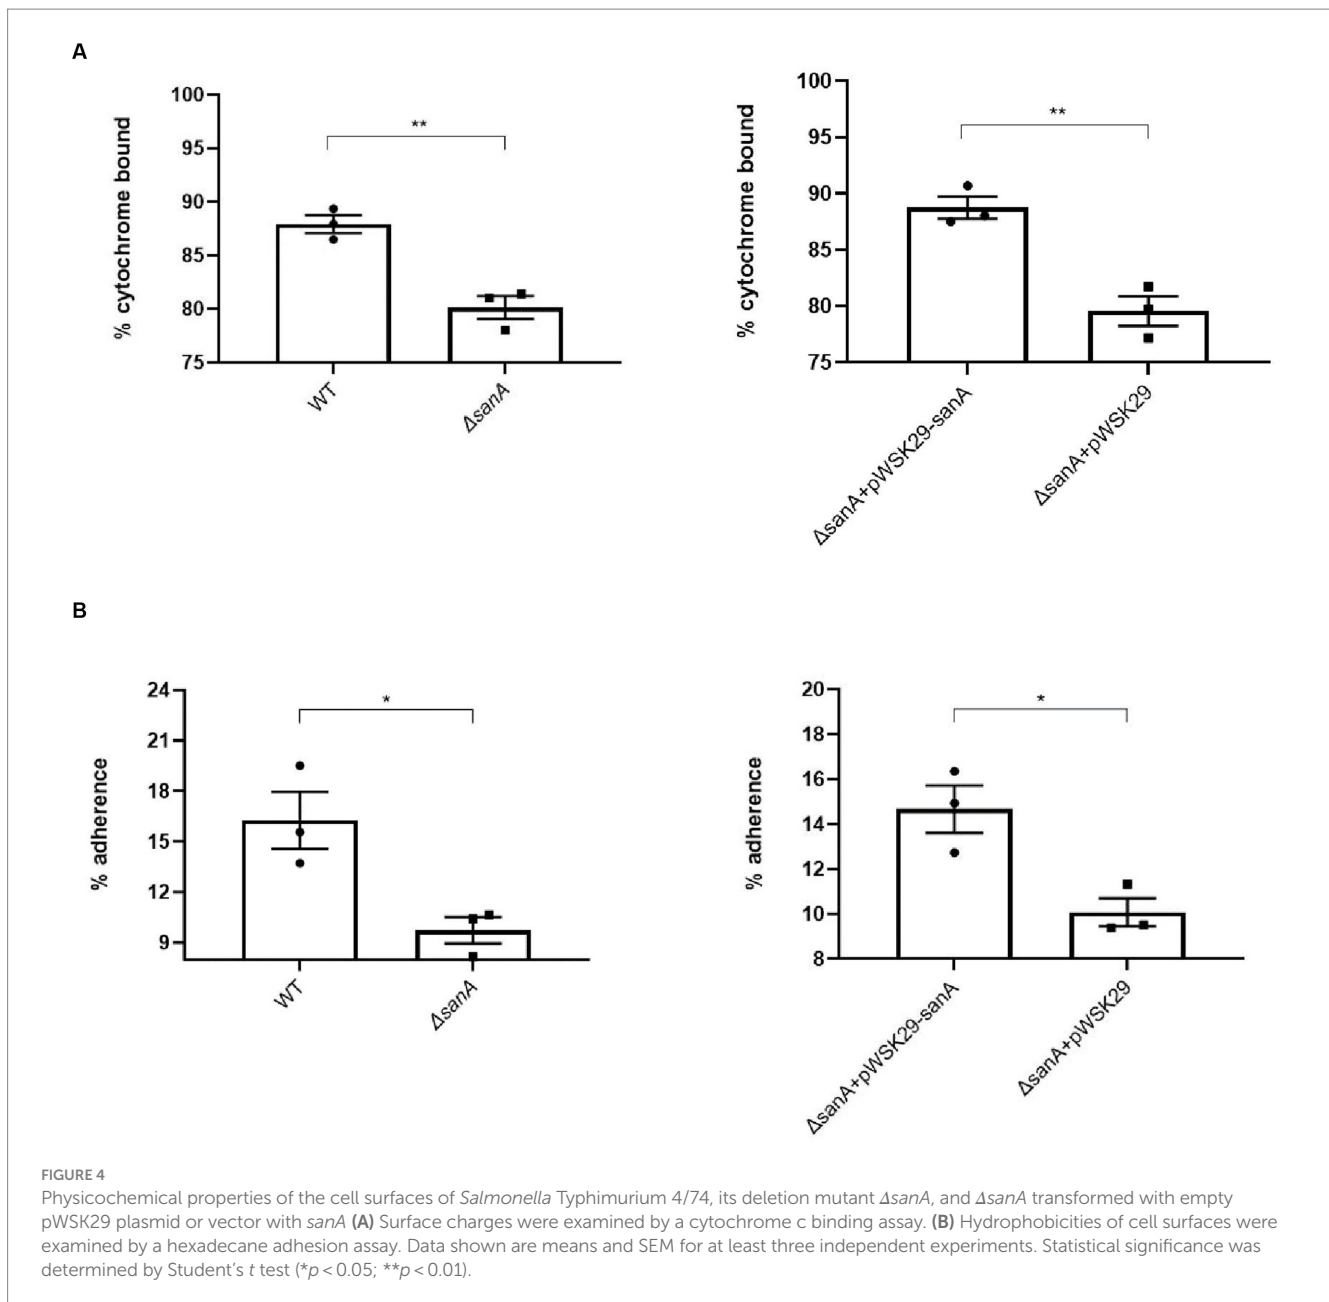 A
% cytochrome bound
100
95
90
85
80
75
**
WT
ΔsanA
% cytochrome bound
100
95
90
85
80
75
**
ΔsanA+pWSK29-sanA
ΔsanA+pWSK29
B
% adherence
24
21
18
15
12
9
*
WT
ΔsanA
% adherence
20
18
16
14
12
10
8
*
ΔsanA+pWSK29-sanA
ΔsanA+pWSK29
FIGURE 4
Physicochemical properties of the cell surfaces of Salmonella Typhimurium 4/74, its deletion mutant ΔsanA, and ΔsanA transformed with empty
pWSK29 plasmid or vector with sanA (A) Surface charges were examined by a cytochrome c binding assay. (B) Hydrophobicities of cell surfaces were
examined by a hexadecane adhesion assay. Data shown are means and SEM for at least three independent experiments. Statistical significance was
determined by Student's t test (*p < 0.05; **p < 0.01).